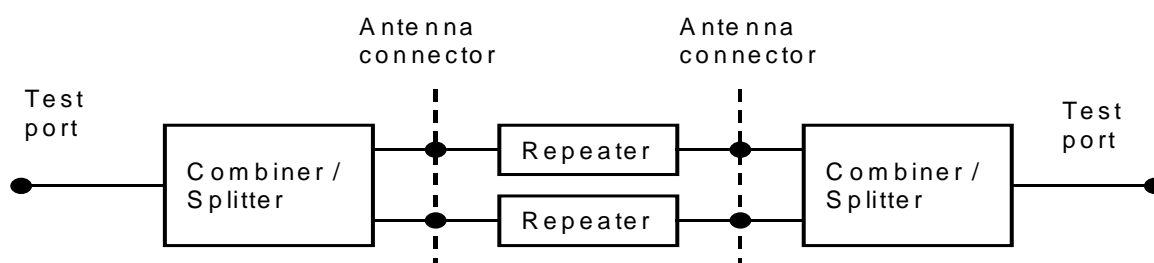 Antenna
connector
Antenna
connector
Test
port
Test
port
Combiner /
Splitter
Repeater
Repeater
Combiner /
Splitter